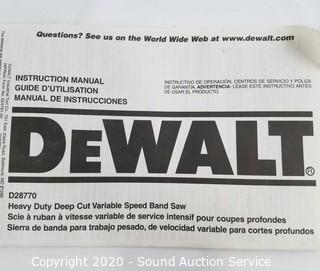 Questions? See us on the World Wide Web at www.dewalt.com
INSTRUCTION MANUAL
GUIDE D'UTILISATION
MANUAL DE INSTRUCCIONES
INSTRUCTIVO DE OPERACIÓN, CENTROS DE SERVICIO Y PÓLIZA
DE GARANTÍA. ADVERTENCIA: LÉASE ESTE INSTRUCTIVO ANTES
DE USAR EL PRODUCTO.
DEWALT®
D28770
Heavy Duty Deep Cut Variable Speed Band Saw
Scie à ruban à vitesse variable de service intensif pour coupes profondes
Sierra de banda para trabajo pesado, de velocidad variable para cortes profundos
Copyright 2020 - Sound Auction Service